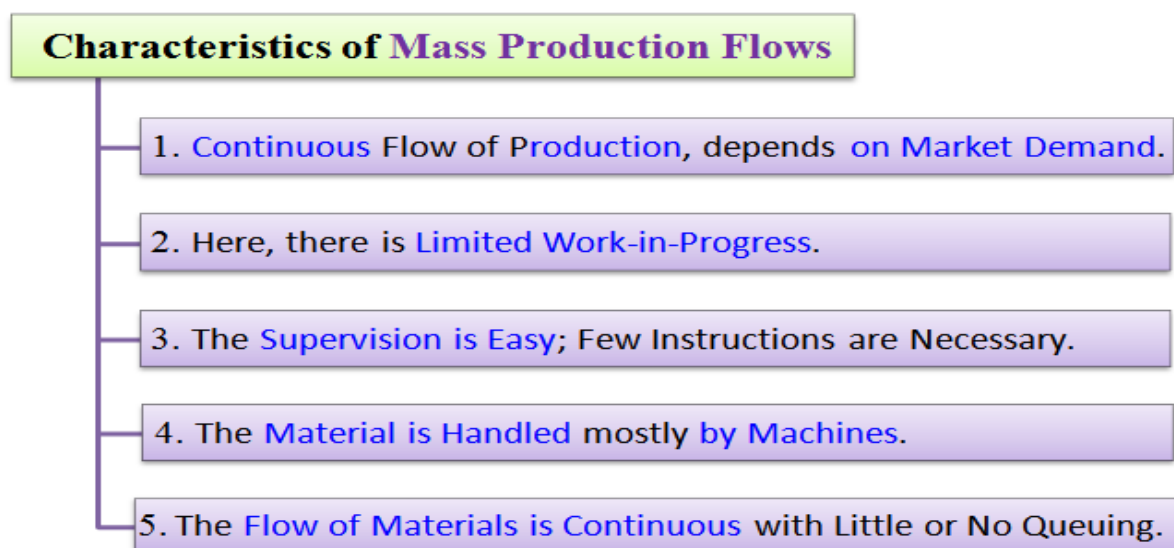 Characteristics of Mass Production Flows
1. Continuous Flow of Production, depends on Market Demand.
2. Here, there is Limited Work-in-Progress.
3. The Supervision is Easy; Few Instructions are Necessary.
4. The Material is Handled mostly by Machines.
5. The Flow of Materials is Continuous with Little or No Queuing.